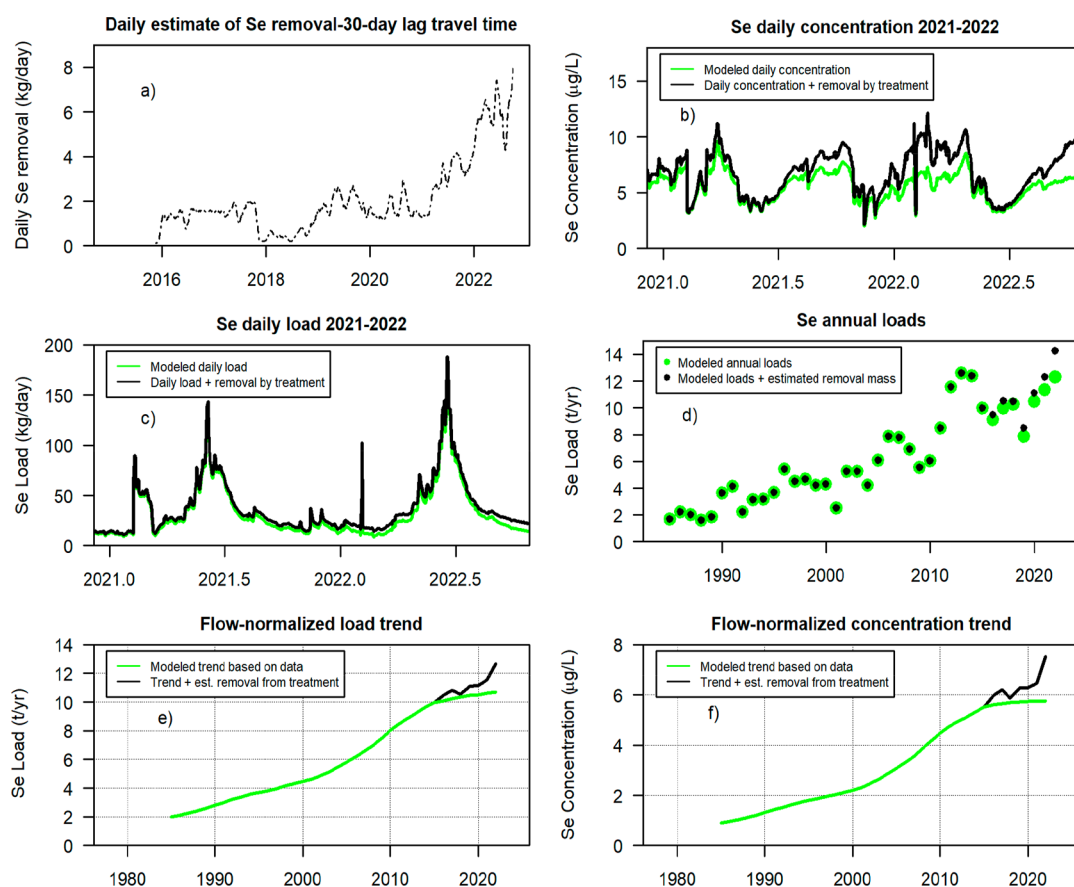 Daily estimate of Se removal-30-day lag travel time
Daily Se removal (kg/day)
8
6
4
2
0
a)
2016
2018
2020
2022
Se daily concentration 2021-2022
Se Concentration (µg/L)
15
10
5
0
Modeled daily concentration
Daily concentration + removal by treatment
b)
2021.0
2021.5
2022.0
2022.5
Se daily load 2021-2022
Se Load (kg/day)
200
150
100
50
0
Modeled daily load
Daily load + removal by treatment
c)
2021.0
2021.5
2022.0
2022.5
Se annual loads
Se Load (t/yr)
14
12
10
8
6
4
2
0
Modeled annual loads
Modeled loads + estimated removal mass
d)
1990
2000
2010
2020
Flow-normalized load trend
Se Load (t/yr)
14
12
10
8
6
4
2
0
Modeled trend based on data
Trend + est. removal from treatment
e)
1980
1990
2000
2010
2020
Flow-normalized concentration trend
Se Concentration (µg/L)
8
6
4
2
0
Modeled trend based on data
Trend + est. removal from treatment
f)
1980
1990
2000
2010
2020